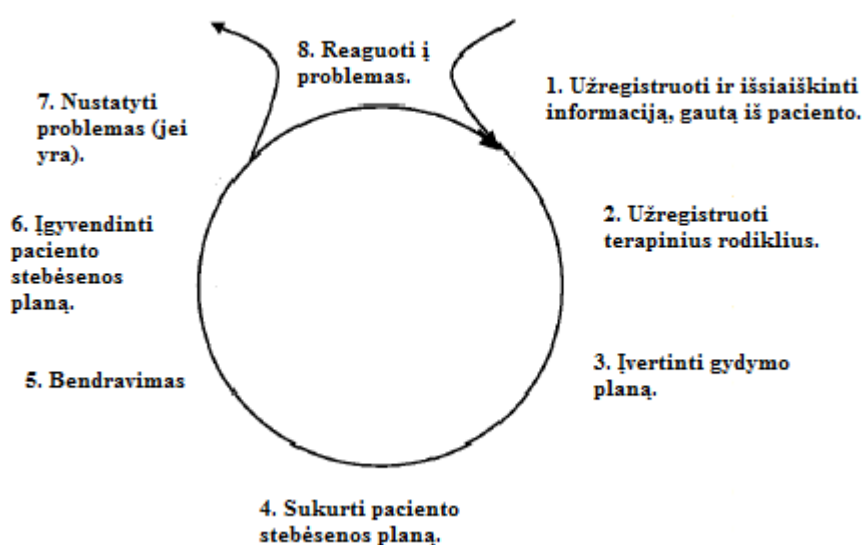 8. Reaguoti į
problemas.
1. Užregistruoti ir išsiaiškinti
informaciją, gautą iš paciento.
2. Užregistruoti
terapinius rodiklius.
3. Įvertinti gydymo
planą.
4. Sukurti paciento
stebėsenos planą.
5. Bendravimas
6. Įgyvendinti
paciento
stebėsenos
planą.
7. Nustatyti
problemas (jei
yra).